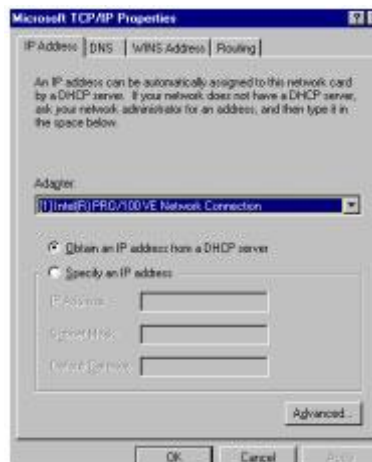 Microsoft TCP/IP Properties
IP Address DNS WINS Address Routing
An IP address can be automatically assigned to this network card
by a DHCP server. If your network does not have a DHCP server,
ask your network administrator for an address, and then type it in
the space below.
Adapter:
[1] Intel(R) PRO/100 VE Network Connection
Obtain an IP address from a DHCP server
Specify an IP address
IP Address:
Subnet Mask:
Default Gateway:
Advanced...
OK Cancel Apply